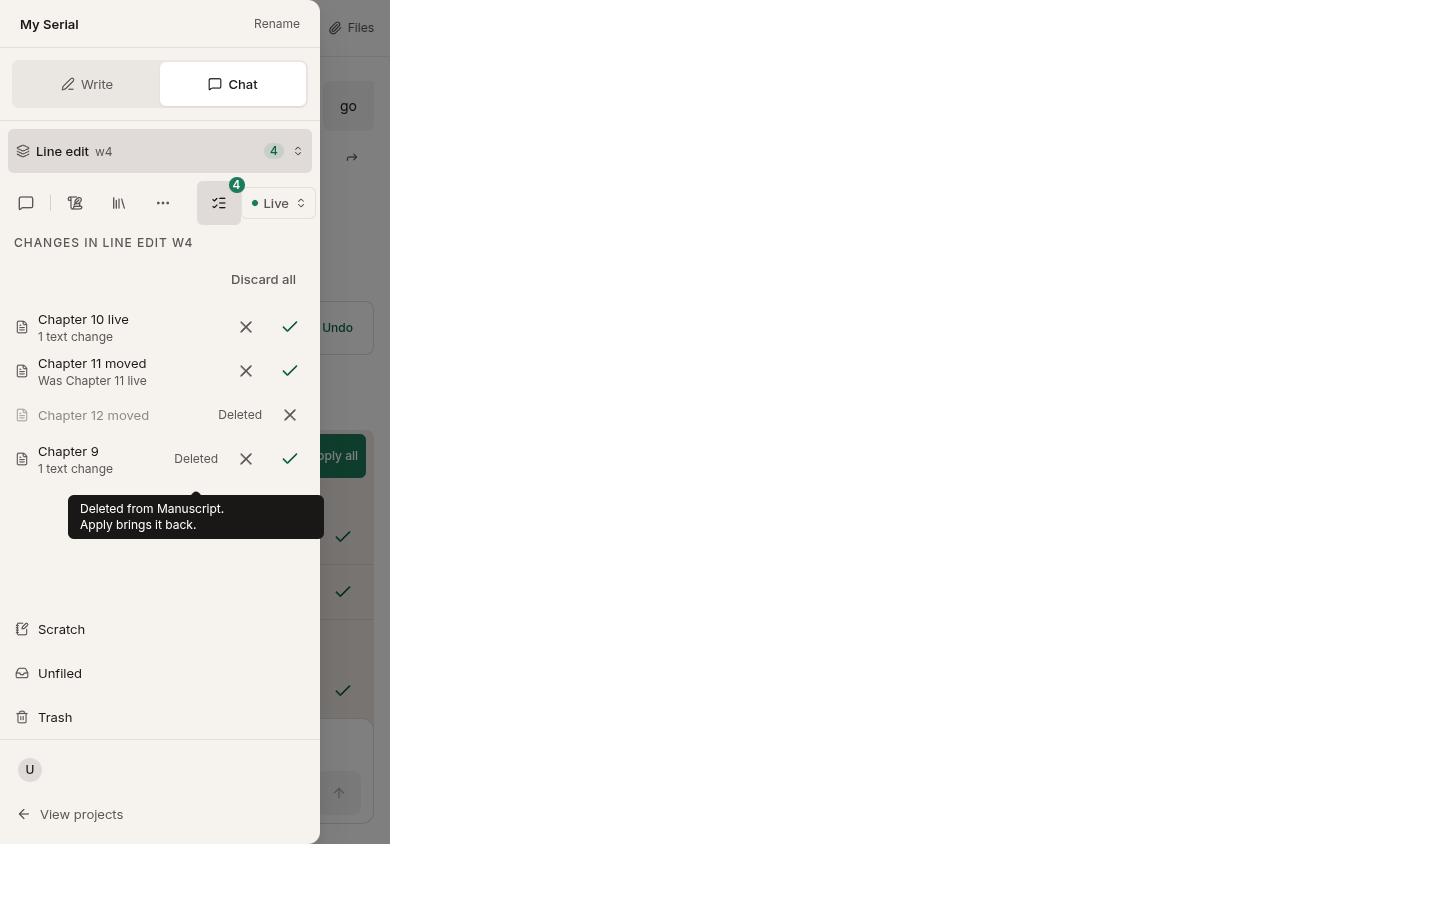 My Serial
Rename
Files
Write
Chat
go
Line edit w4
4
4
Live
CHANGES IN LINE EDIT W4
Discard all
Chapter 10 live
1 text change
Undo
Chapter 11 moved
Was Chapter 11 live
Chapter 12 moved
Deleted
Chapter 9
1 text change
Deleted
all
Deleted from Manuscript.
Apply brings it back.
Scratch
Unfiled
Trash
U
View projects